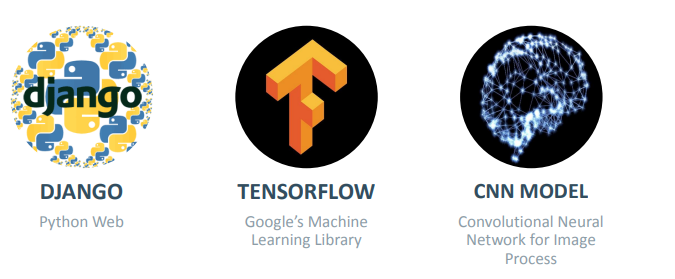 django
DJANGO
Python Web
TENSORFLOW
Google’s Machine
Learning Library
CNN MODEL
Convolutional Neural
Network for Image
Process